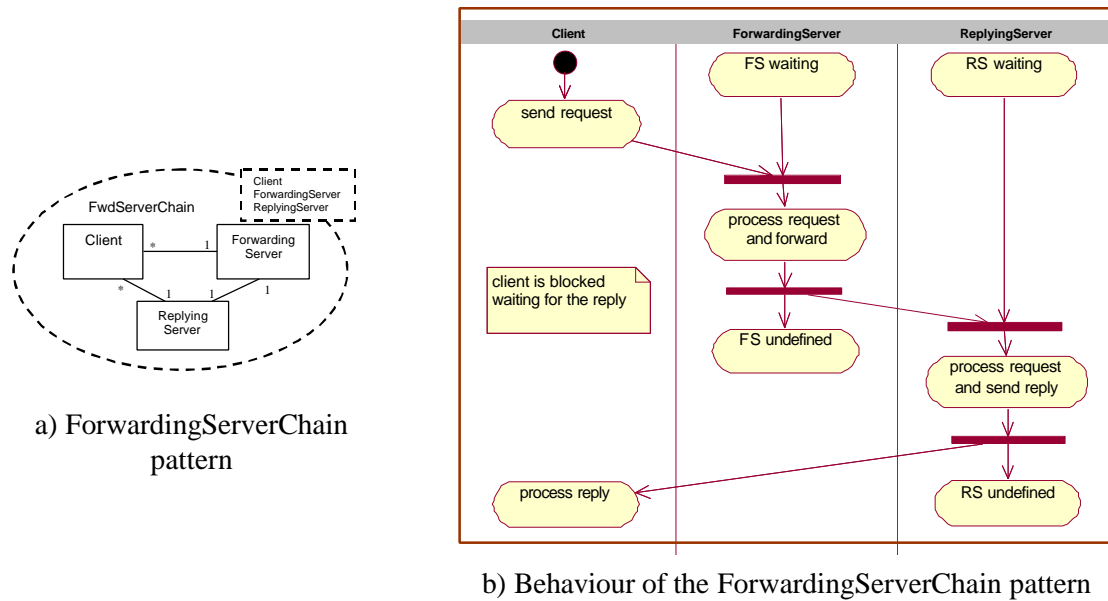 Client
ForwardingServer
ReplyingServer
FwdServerChain
Client
*
1
Forwarding
Server
*
1
1
1
Replying
Server
a) ForwardingServerChain
pattern
Client
ForwardingServer
ReplyingServer
FS waiting
RS waiting
send request
process request
and forward
client is blocked
waiting for the reply
FS undefined
process request
and send reply
process reply
RS undefined
b) Behaviour of the ForwardingServerChain pattern